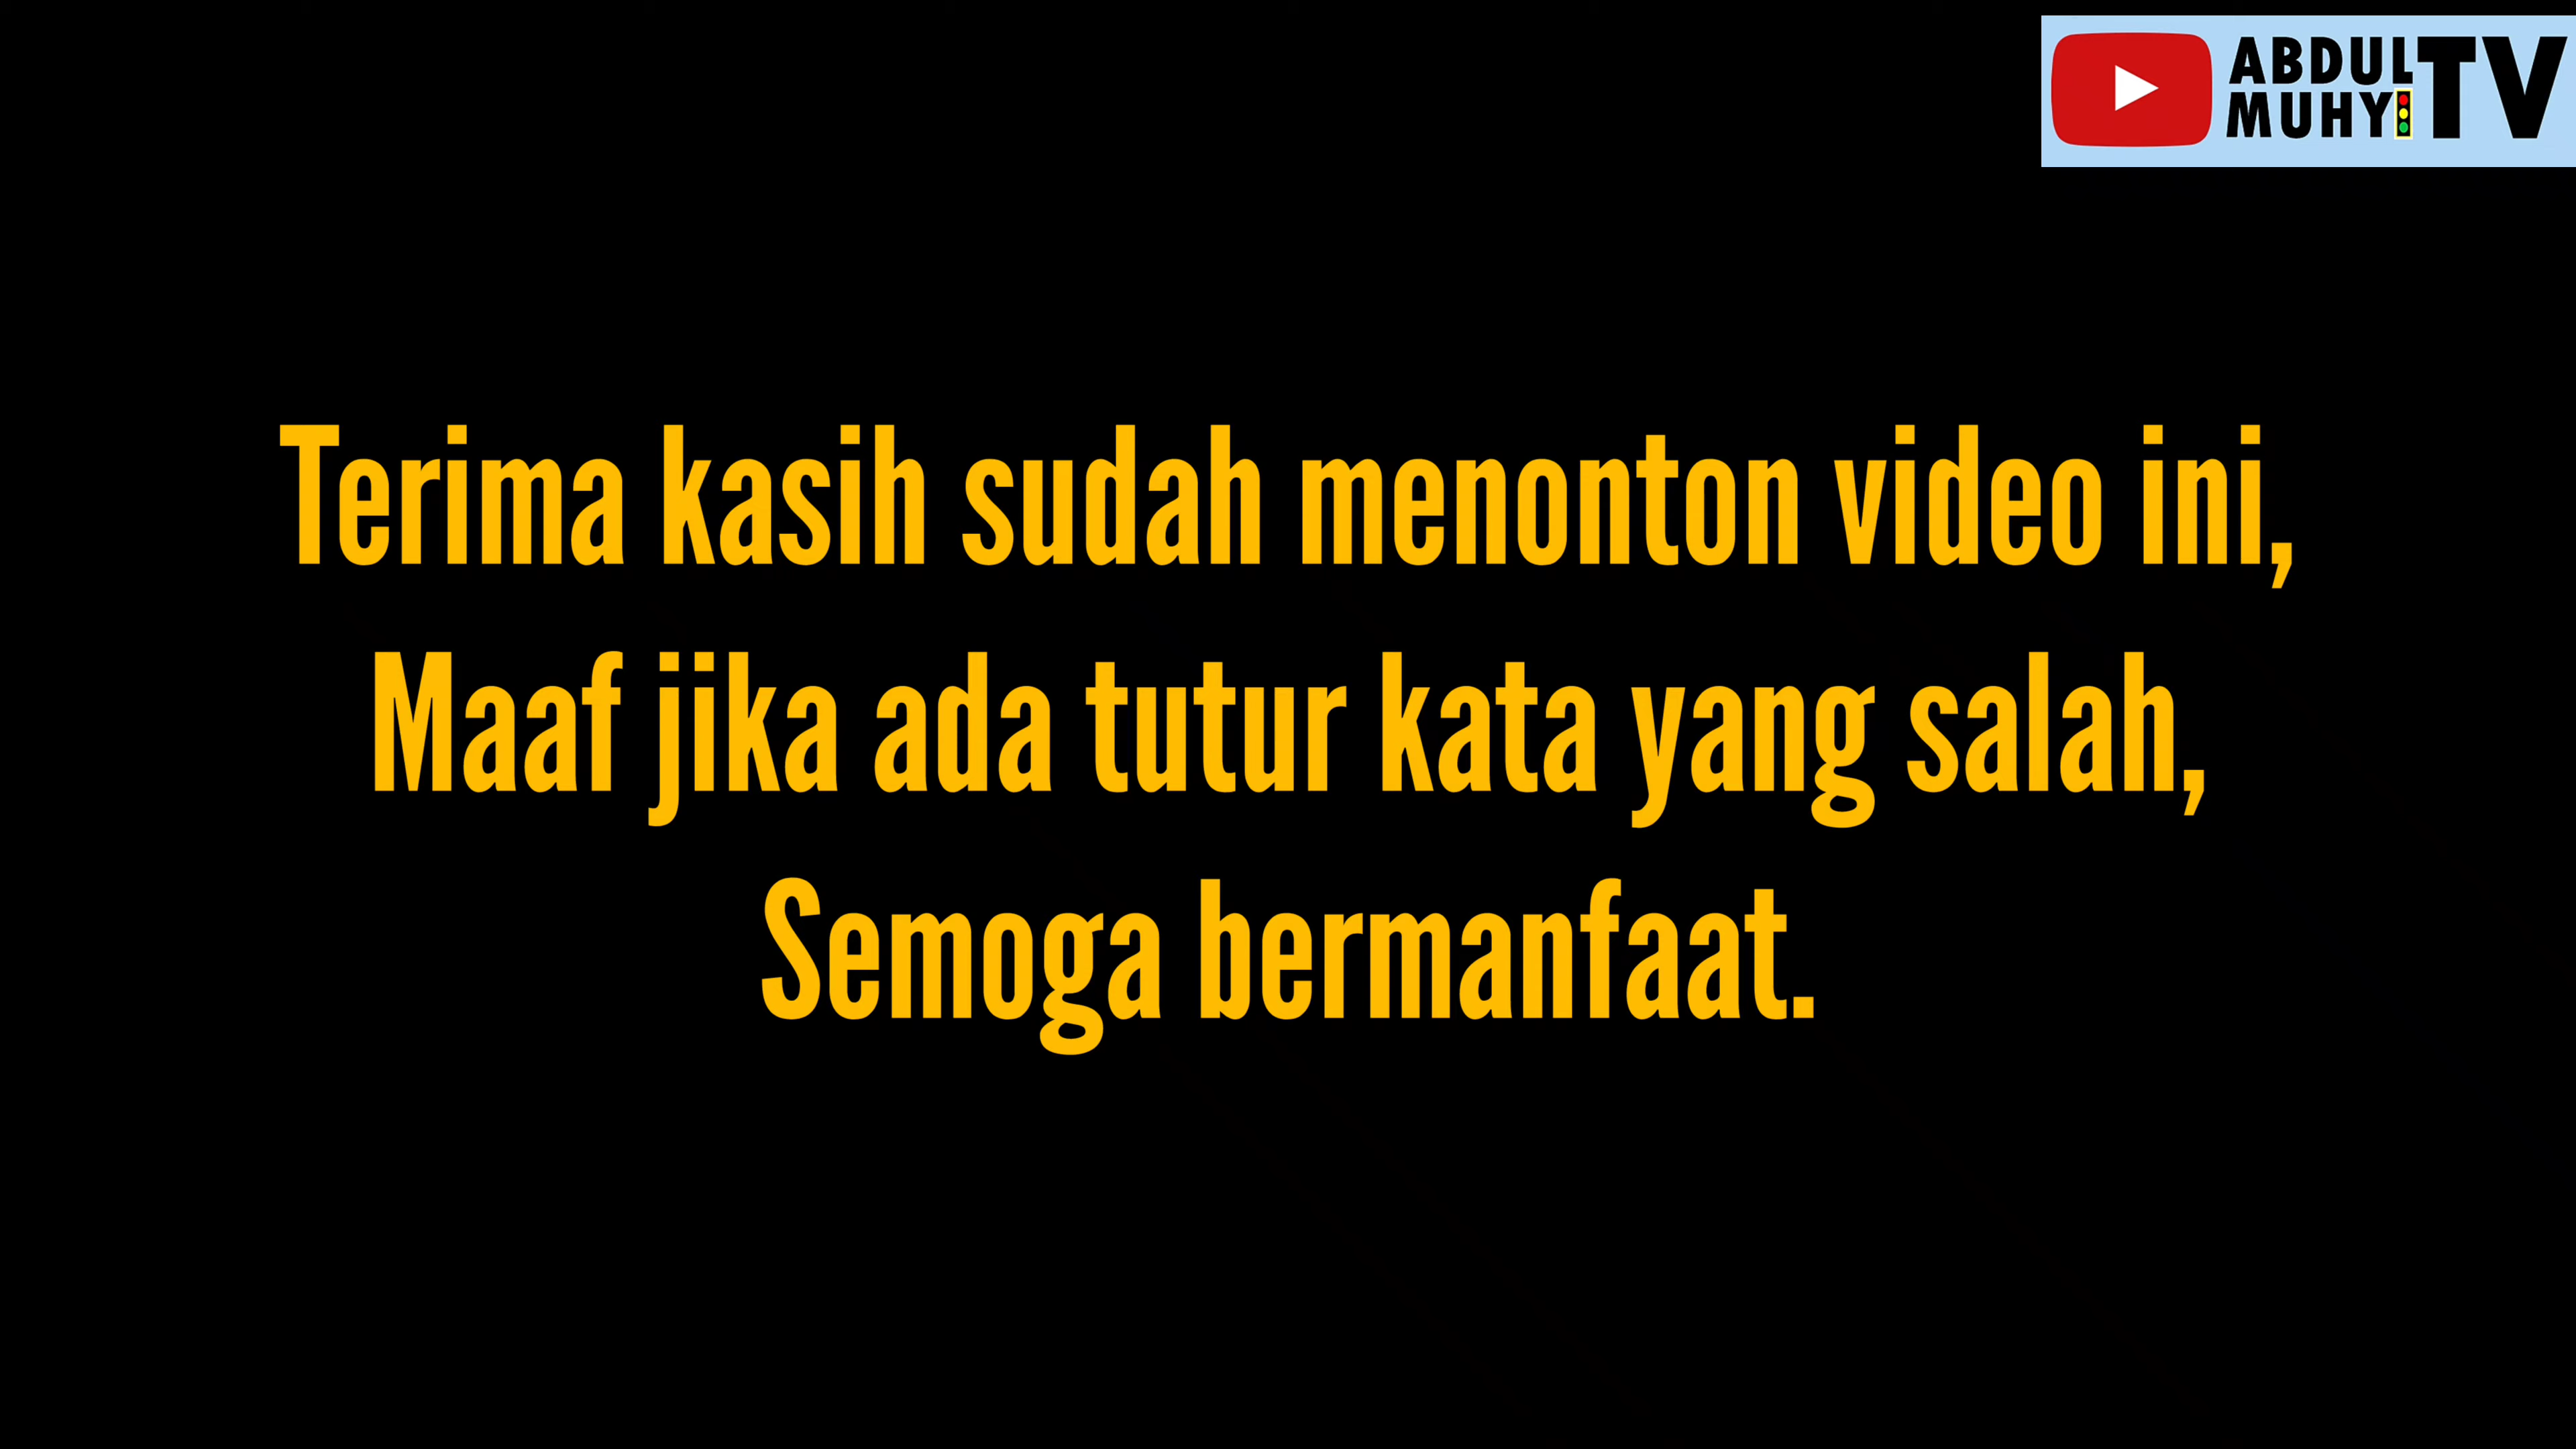 ABDUL
MUHYI TV
Terima kasih sudah menonton video ini,
Maaf jika ada tutur kata yang salah,
Semoga bermanfaat.